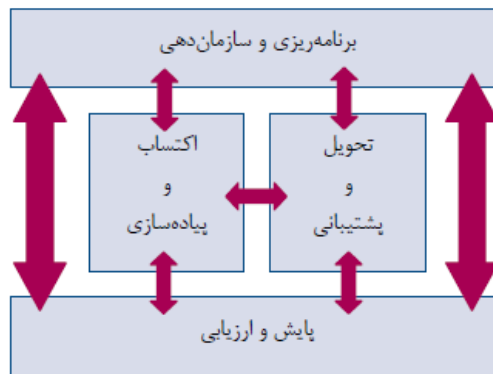 برنامه‌ریزی و سازمان‌دهی
تحویل
و
پشتیبانی
اکتساب
و
پیاده‌سازی
پایش و ارزیابی